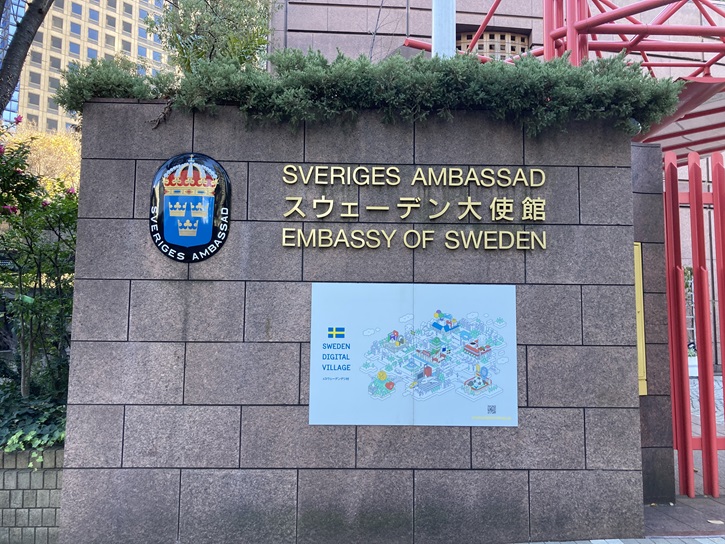 SVERIGES AMBASSAD
SVERIGES AMBASSAD
スウェーデン大使館
EMBASSY OF SWEDEN
SWEDEN
DIGITAL
VILLAGE